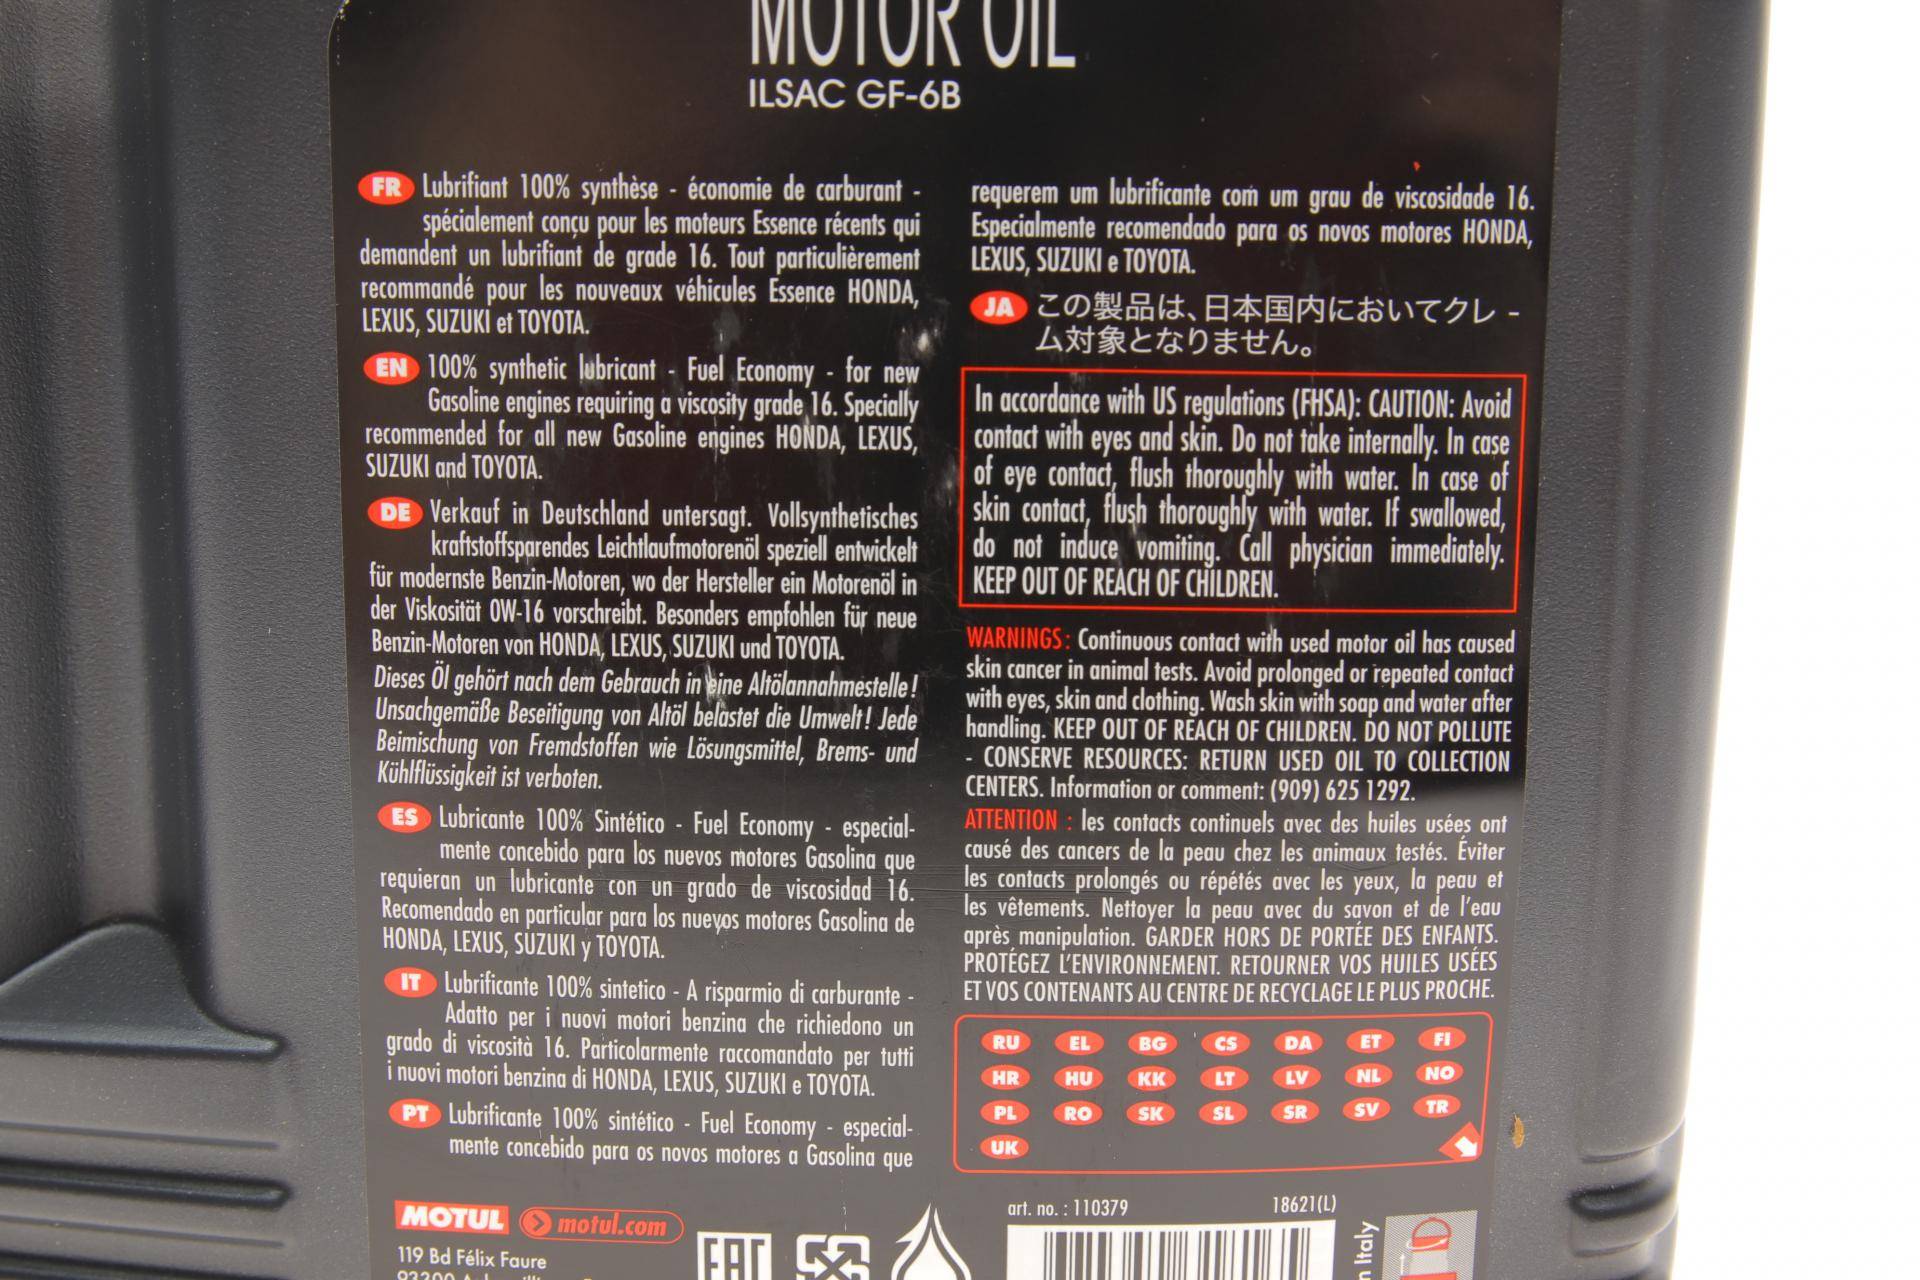 MOTOR OIL
ILSAC GF-6B
FR Lubrifiant 100% synthèse - économie de carburant -
spécialement conçu pour les moteurs Essence récents qui
demandent un lubrifiant de grade 16. Tout particulièrement
recommandé pour les nouveaux véhicules Essence HONDA,
LEXUS, SUZUKI et TOYOTA.
EN 100% synthetic lubricant - Fuel Economy - for new
Gasoline engines requiring a viscosity grade 16. Specially
recommended for all new Gasoline engines HONDA, LEXUS,
SUZUKI and TOYOTA.
DE Verkauf in Deutschland untersagt. Vollsynthetisches
kraftstoffsparendes Leichtlaufmotorenöl speziell entwickelt
für modernste Benzin-Motoren, wo der Hersteller ein Motorenöl in
der Viskosität 0W-16 vorschreibt. Besonders empfohlen für neue
Benzin-Motoren von HONDA, LEXUS, SUZUKI und TOYOTA.
Dieses Öl gehört nach dem Gebrauch in eine Altölannahmestelle!
Unsachgemäße Beseitigung von Altöl belastet die Umwelt! Jede
Beimischung von Fremdstoffen wie Lösungsmittel, Brems- und
Kühlflüssigkeit ist verboten.
ES Lubricante 100% Sintético - Fuel Economy - especial-
mente concebido para los nuevos motores Gasolina que
requieran un lubricante con un grado de viscosidad 16.
Recomendado en particular para los nuevos motores Gasolina de
HONDA, LEXUS, SUZUKI y TOYOTA.
IT Lubrificante 100% sintetico - A risparmio di carburante -
Adatto per i nuovi motori benzina che richiedono un
grado di viscosità 16. Particolarmente raccomandato per tutti
i nuovi motori benzina di HONDA, LEXUS, SUZUKI e TOYOTA.
PT Lubrificante 100% sintético - Fuel Economy - especial-
mente concebido para os novos motores a Gasolina que
requerem um lubrificante com um grau de viscosidade 16.
Especialmente recomendado para os novos motores HONDA,
LEXUS, SUZUKI e TOYOTA.
JA この製品は、日本国内においてクレ -
ム対象となりません。
In accordance with US regulations (FHSA): CAUTION: Avoid
contact with eyes and skin. Do not take internally. In case
of eye contact, flush thoroughly with water. In case of
skin contact, flush thoroughly with water. If swallowed,
do not induce vomiting. Call physician immediately.
KEEP OUT OF REACH OF CHILDREN.
WARNINGS: Continuous contact with used motor oil has caused
skin cancer in animal tests. Avoid prolonged or repeated contact
with eyes, skin and clothing. Wash skin with soap and water after
handling. KEEP OUT OF REACH OF CHILDREN. DO NOT POLLUTE
- CONSERVE RESOURCES: RETURN USED OIL TO COLLECTION
CENTERS. Information or comment: (909) 625 1292.
ATTENTION : les contacts continuels avec des huiles usées ont
causé des cancers de la peau chez les animaux testés. Éviter
les contacts prolongés ou répétés avec les yeux, la peau et
les vêtements. Nettoyer la peau avec du savon et de l'eau
après manipulation. GARDER HORS DE PORTÉE DES ENFANTS.
PROTÉGEZ L'ENVIRONNEMENT. RETOURNER VOS HUILES USÉES
ET VOS CONTENANTS AU CENTRE DE RECYCLAGE LE PLUS PROCHE.
RU EL BG CS DA ET FI
HR HU KK LT LV NL NO
PL RO SK SL SR SV TR
UK
MOTUL motul.com
119 Bd Félix Faure
EAC
art. no. : 110379 18621(L)
Italy